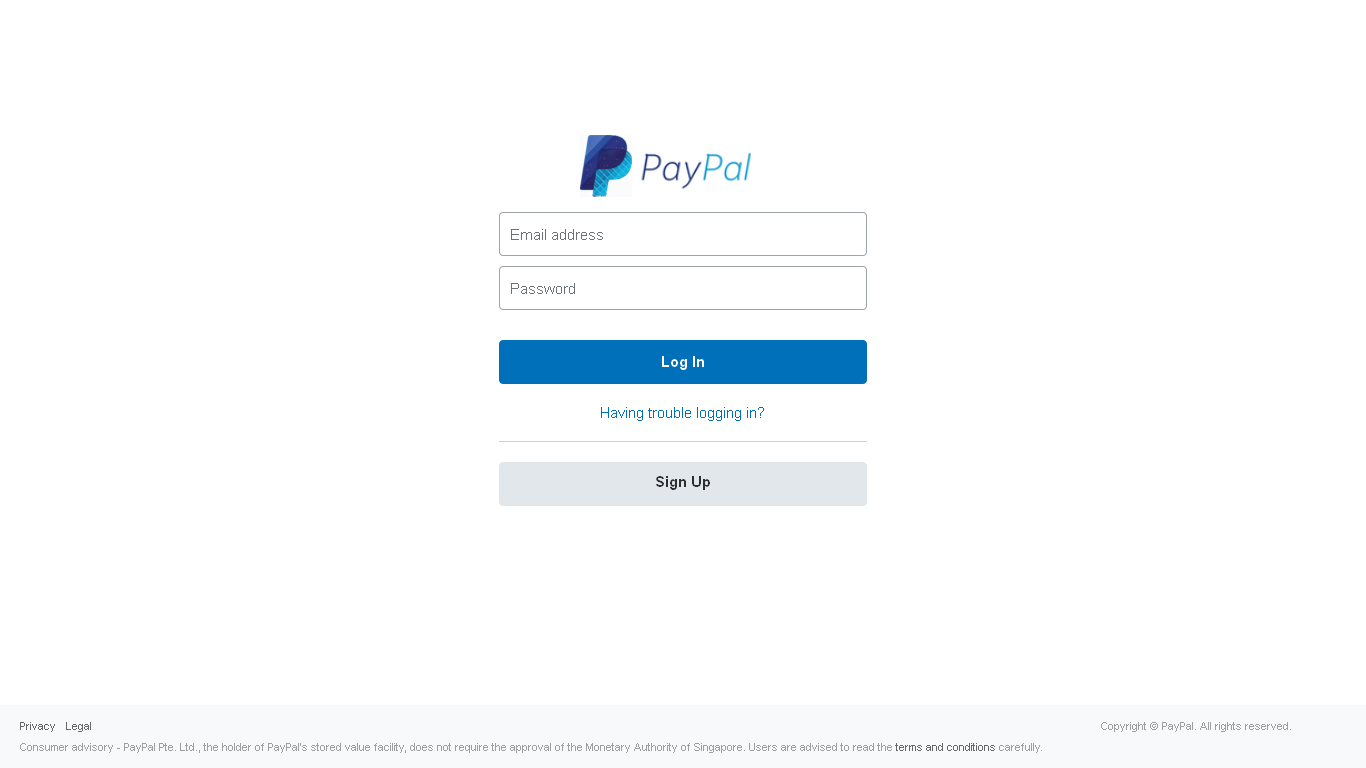 PayPal
Email address
Password
Log In
Having trouble logging in?
Sign Up
Privacy Legal
Copyright © PayPal. All rights reserved.
Consumer advisory - PayPal Pte. Ltd., the holder of PayPal's stored value facility, does not require the approval of the Monetary Authority of Singapore. Users are advised to read the terms and conditions carefully.